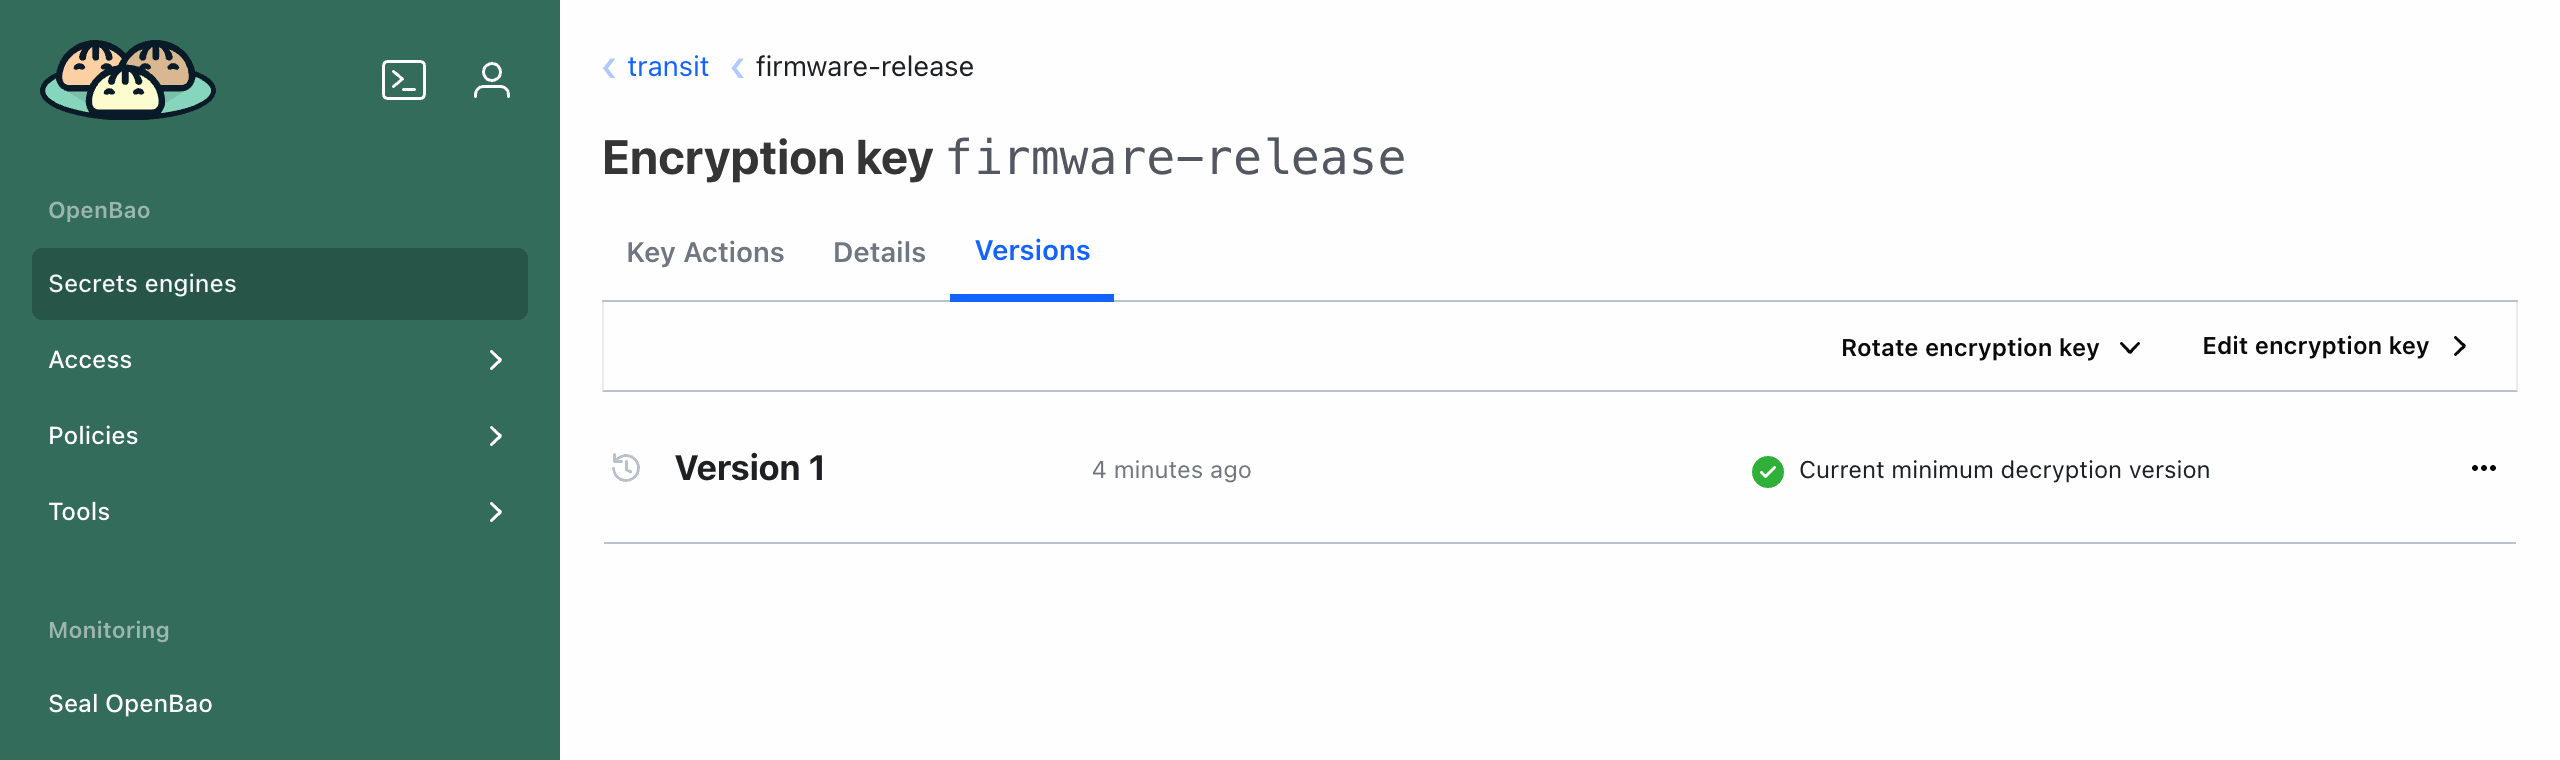 OpenBao
Secrets engines
Access
Policies
Tools
Monitoring
Seal OpenBao
transit firmware-release
Encryption key firmware-release
Key Actions Details Versions
Rotate encryption key Edit encryption key
Version 1 4 minutes ago Current minimum decryption version